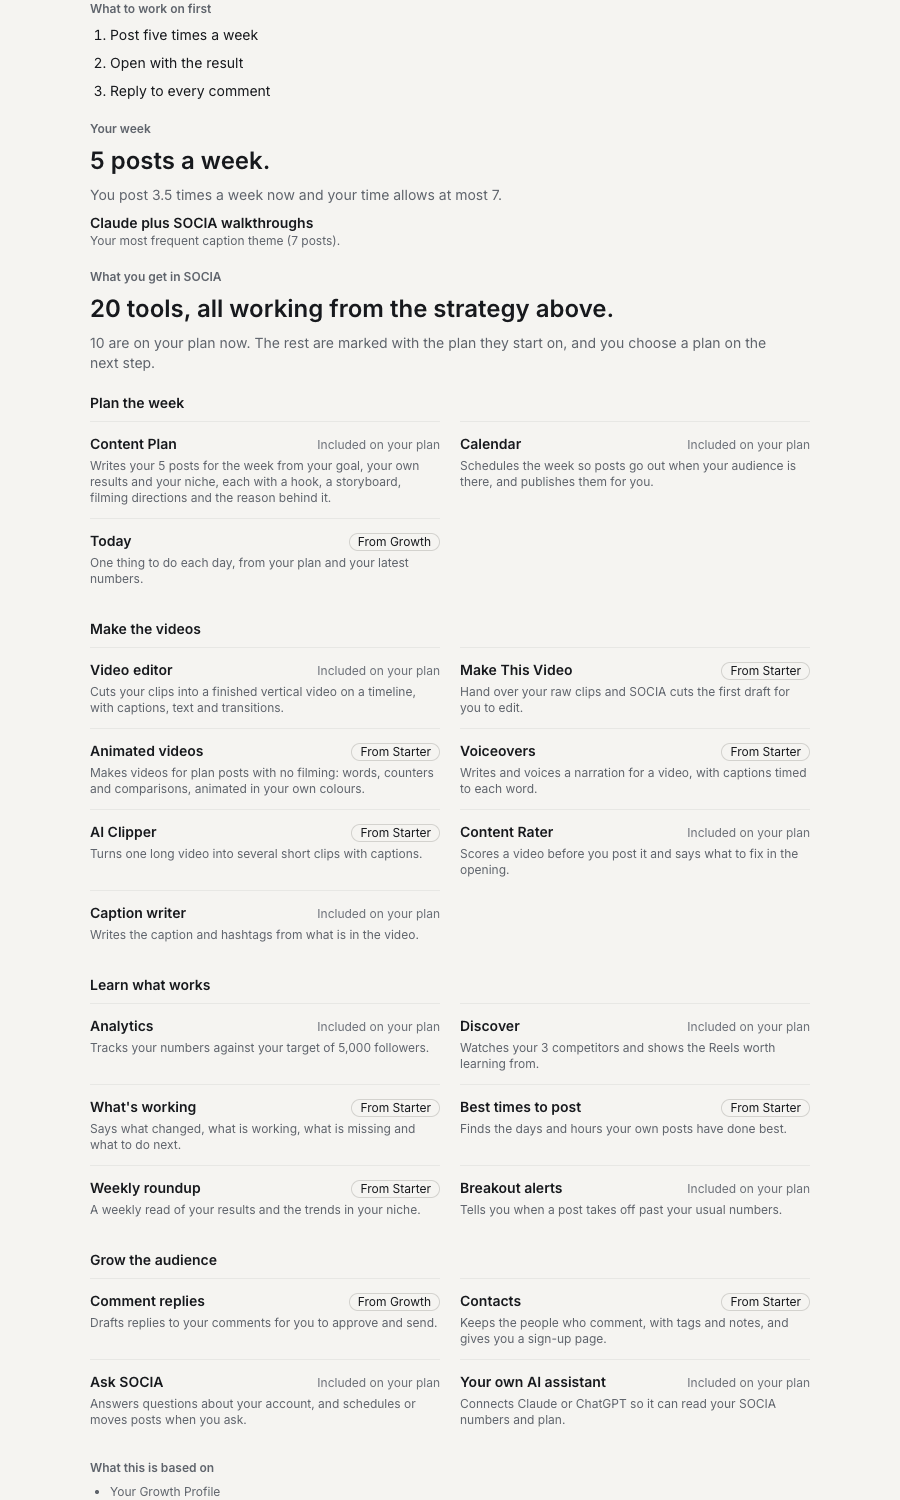 What to work on first
1. Post five times a week
2. Open with the result
3. Reply to every comment
Your week
5 posts a week.
You post 3.5 times a week now and your time allows at most 7.
Claude plus SOCIA walkthroughs
Your most frequent caption theme (7 posts).
What you get in SOCIA
20 tools, all working from the strategy above.
10 are on your plan now. The rest are marked with the plan they start on, and you choose a plan on the
next step.
Plan the week
Content Plan Included on your plan
Writes your 5 posts for the week from your goal, your own
results and your niche, each with a hook, a storyboard,
filming directions and the reason behind it.
Calendar Included on your plan
Schedules the week so posts go out when your audience is
there, and publishes them for you.
Today From Growth
One thing to do each day, from your plan and your latest
numbers.
Make the videos
Video editor Included on your plan
Cuts your clips into a finished vertical video on a timeline,
with captions, text and transitions.
Make This Video From Starter
Hand over your raw clips and SOCIA cuts the first draft for
you to edit.
Animated videos From Starter
Makes videos for plan posts with no filming: words, counters
and comparisons, animated in your own colours.
Voiceovers From Starter
Writes and voices a narration for a video, with captions timed
to each word.
AI Clipper From Starter
Turns one long video into several short clips with captions.
Content Rater Included on your plan
Scores a video before you post it and says what to fix in the
opening.
Caption writer Included on your plan
Writes the caption and hashtags from what is in the video.
Learn what works
Analytics Included on your plan
Tracks your numbers against your target of 5,000 followers.
Discover Included on your plan
Watches your 3 competitors and shows the Reels worth
learning from.
What's working From Starter
Says what changed, what is working, what is missing and
what to do next.
Best times to post From Starter
Finds the days and hours your own posts have done best.
Weekly roundup From Starter
A weekly read of your results and the trends in your niche.
Breakout alerts Included on your plan
Tells you when a post takes off past your usual numbers.
Grow the audience
Comment replies From Growth
Drafts replies to your comments for you to approve and send.
Contacts From Starter
Keeps the people who comment, with tags and notes, and
gives you a sign-up page.
Ask SOCIA Included on your plan
Answers questions about your account, and schedules or
moves posts when you ask.
Your own AI assistant Included on your plan
Connects Claude or ChatGPT so it can read your SOCIA
numbers and plan.
What this is based on
• Your Growth Profile